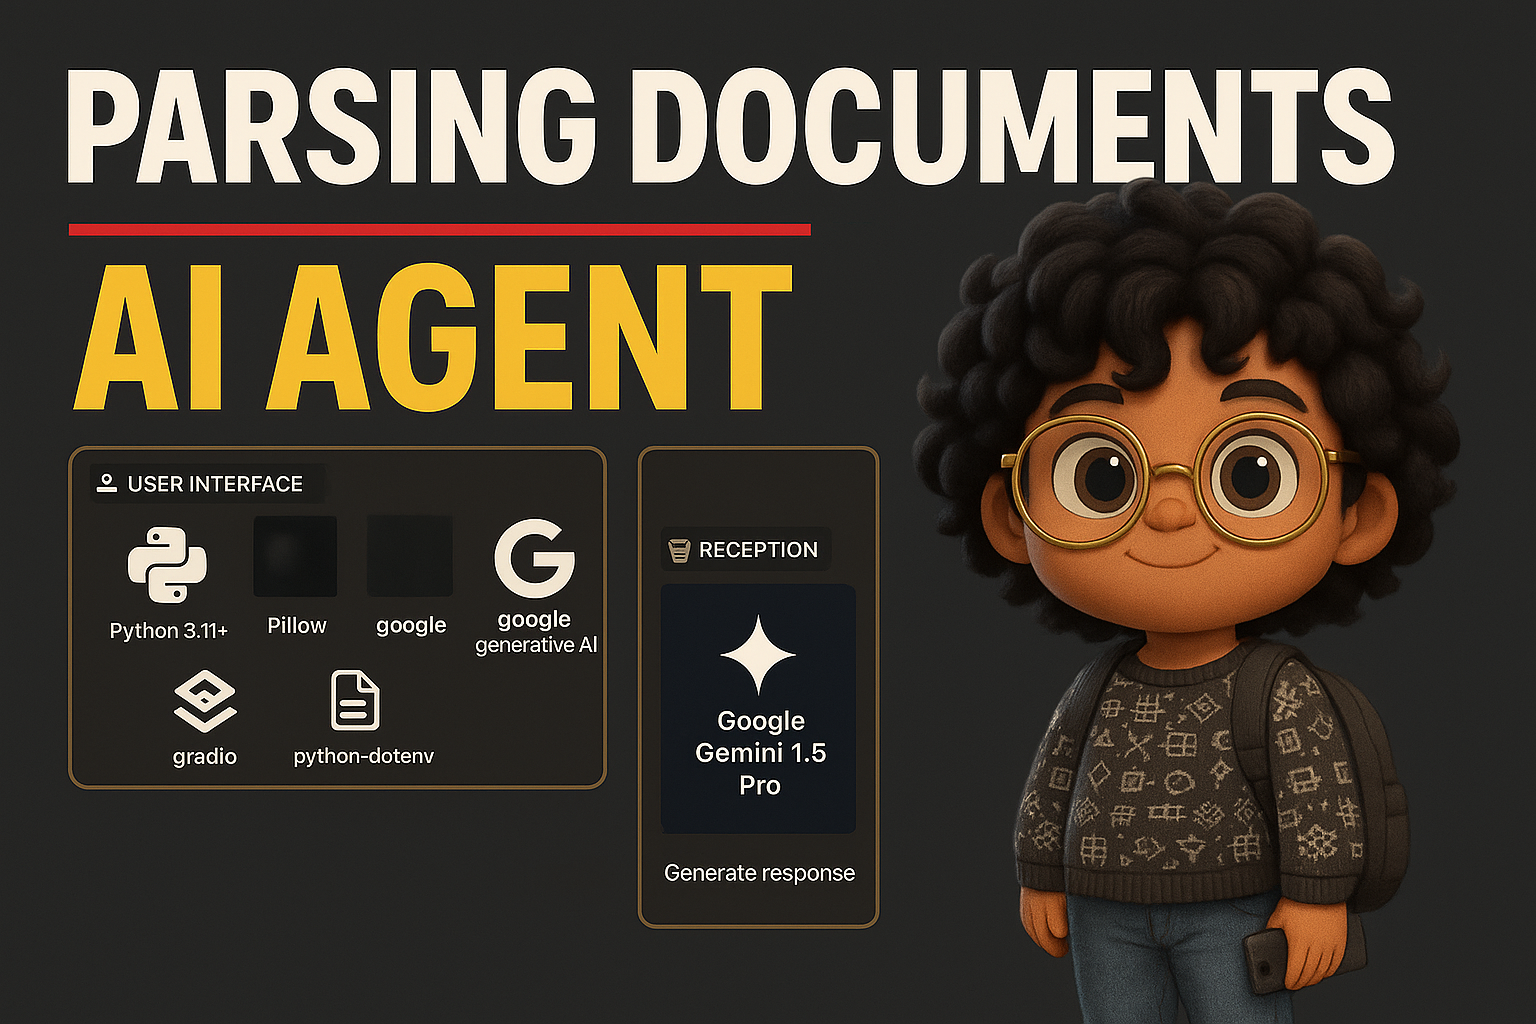 PARSING DOCUMENTS
AI AGENT
USER INTERFACE
Python 3.11+
Pillow
google
google
generative AI
gradio
python-dotenv
RECEPTION
Google
Gemini 1.5
Pro
Generate response